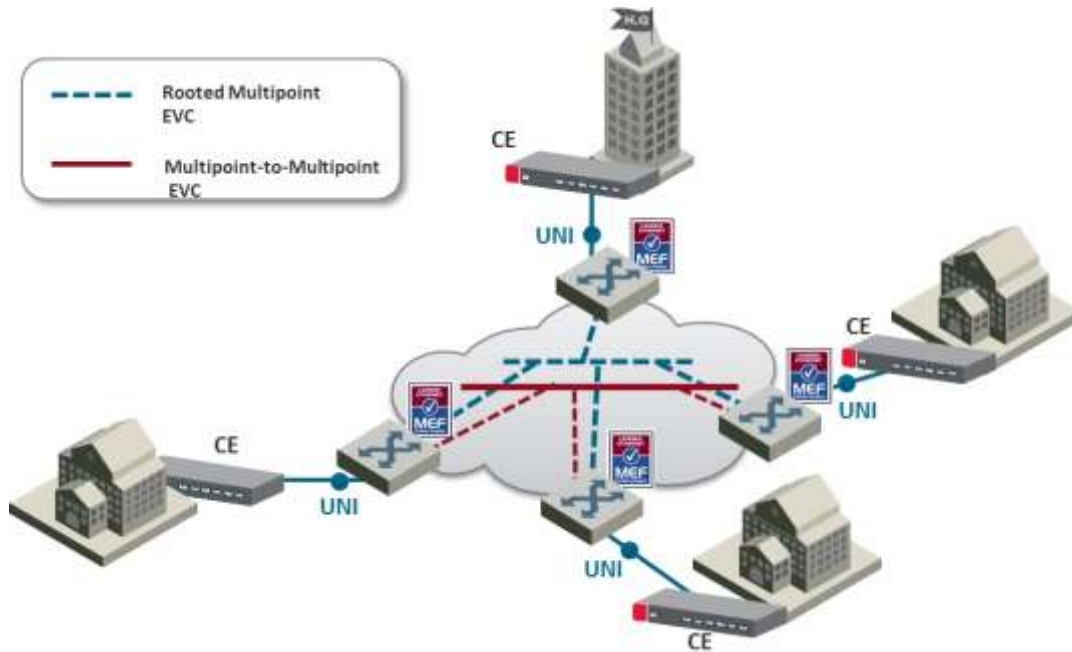 H.Q
Rooted Multipoint
EVC
Multipoint-to-Multipoint
EVC
CE
UNI
MEF
CE
MEF
UNI
MEF
CE
UNI
MEF
UNI
CE